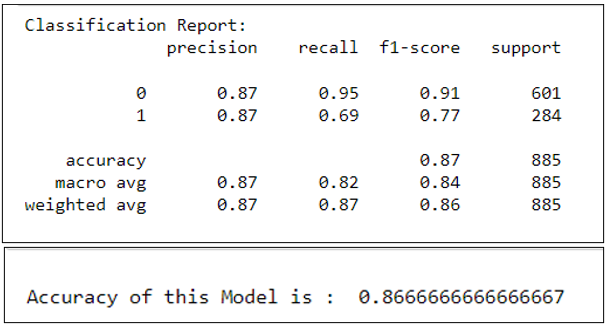 Classification Report:
precision recall f1-score support
0 0.87 0.95 0.91 601
1 0.87 0.69 0.77 284
accuracy 0.87 885
macro avg 0.87 0.82 0.84 885
weighted avg 0.87 0.87 0.86 885
Accuracy of this Model is : 0.8666666666666667